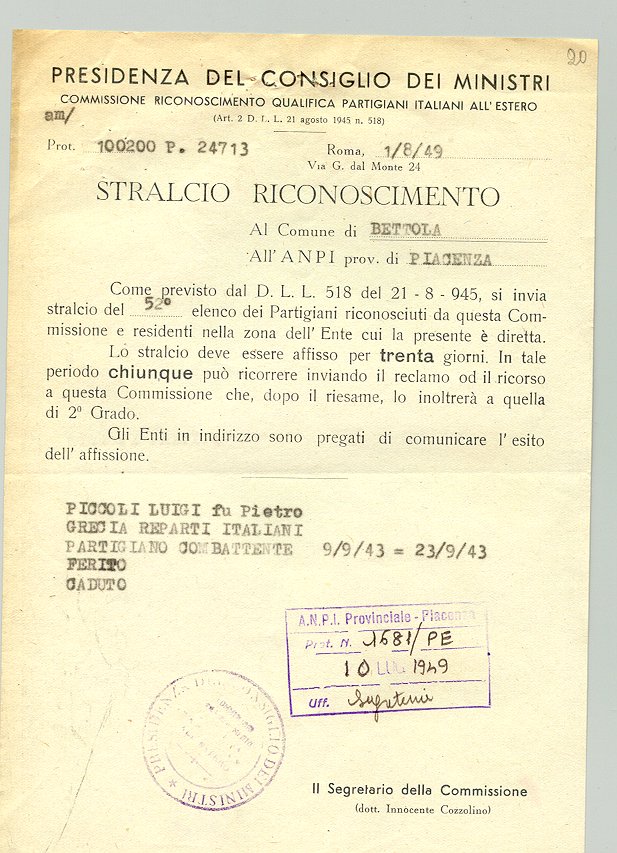 20
PRESIDENZA DEL CONSIGLIO DEI MINISTRI
COMMISSIONE RICONOSCIMENTO QUALIFICA PARTIGIANI ITALIANI ALL'ESTERO
am/
(Art. 2 D. L. L. 21 agosto 1945 n. 518)
Prot. 100200 P. 24713 Roma, 1/8/49
Via G. dal Monte 24
STRALCIO RICONOSCIMENTO
Al Comune di BETTOLA
All'ANPI prov. di PIACENZA
Come previsto dal D. L. L. 518 del 21 - 8 - 945, si invia
stralcio del 52º elenco dei Partigiani riconosciuti da questa Com-
missione e residenti nella zona dell' Ente cui la presente è diretta.
Lo stralcio deve essere affisso per trenta giorni. In tale
periodo chiunque può ricorrere inviando il reclamo od il ricorso
a questa Commissione che, dopo il riesame, lo inoltrerà a quella
di 2º Grado.
Gli Enti in indirizzo sono pregati di comunicare l' esito
dell' affissione.
PICCOLI LUIGI fu Pietro
GRECIA REPARTI ITALIANI
PARTIGIANO COMBATTENTE 9/9/43 = 23/9/43
FERITO
CADUTO
A.N.P.I. Provinciale - Piacenza
Prot. N. 1681/PE
10 LUG 1949
Uff. Segreteria
PRESIDENZA DEL CONSIGLIO DEI MINISTRI
Il Segretario della Commissione
(dott. Innocente Cozzolino)